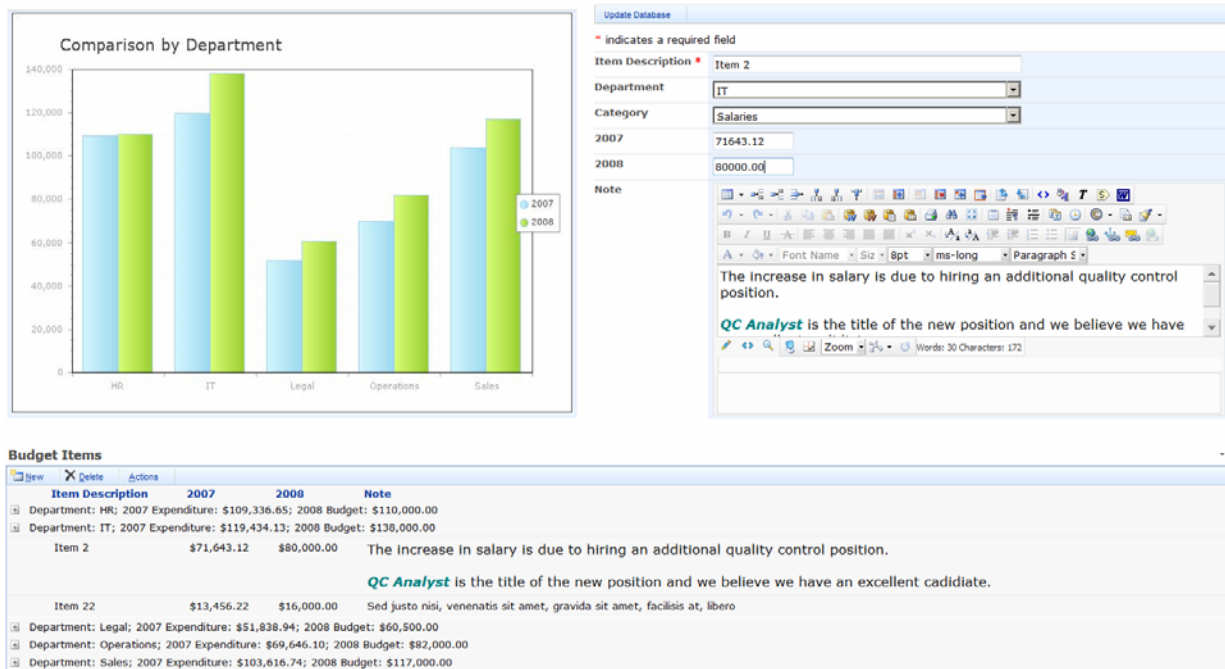 Comparison by Department
140,000
120,000
100,000
80,000
60,000
40,000
20,000
0
HR IT Legal Operations Sales
2007
2008
Update Database
* indicates a required field
Item Description * Item 2
Department IT
Category Salaries
2007 71643.12
2008 80000.00
Note
Font Name Siz 8pt ms-long Paragraph S
The increase in salary is due to hiring an additional quality control
position.
QC Analyst is the title of the new position and we believe we have
Zoom Words: 30 Characters: 172
Budget Items
New Delete Actions
Item Description 2007 2008 Note
Department: HR; 2007 Expenditure: $109,336.65; 2008 Budget: $110,000.00
Department: IT; 2007 Expenditure: $119,434.13; 2008 Budget: $138,000.00
Item 2 $71,643.12 $80,000.00 The increase in salary is due to hiring an additional quality control position.
QC Analyst is the title of the new position and we believe we have an excellent cadidiate.
Item 22 $13,456.22 $16,000.00 Sed justo nisi, venenatis sit amet, gravida sit amet, facilisis at, libero
Department: Legal; 2007 Expenditure: $51,838.94; 2008 Budget: $60,500.00
Department: Operations; 2007 Expenditure: $69,646.10; 2008 Budget: $82,000.00
Department: Sales; 2007 Expenditure: $103,616.74; 2008 Budget: $117,000.00